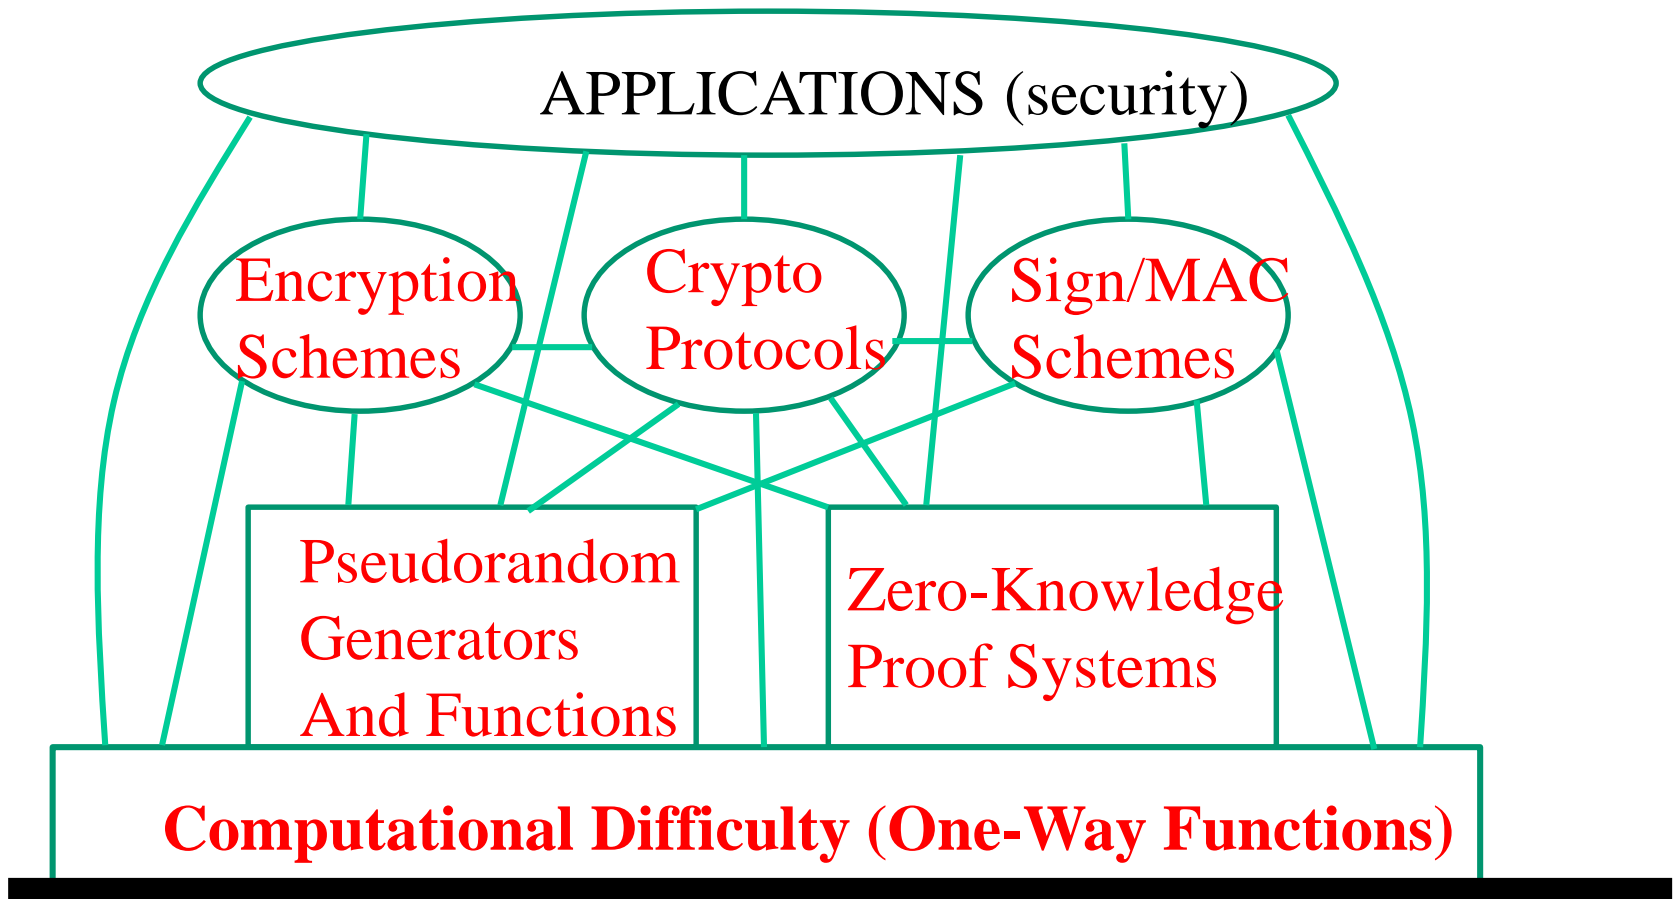 APPLICATIONS (security)
Encryption
Schemes
Crypto
Protocols
Sign/MAC
Schemes
Pseudorandom
Generators
And Functions
Zero-Knowledge
Proof Systems
Computational Difficulty (One-Way Functions)